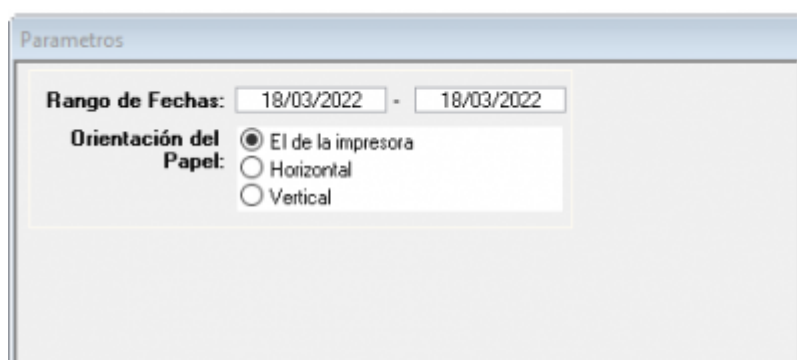 Parametros
Rango de Fechas: 18/03/2022 - 18/03/2022
Orientación del Papel: El de la impresora
Horizontal
Vertical